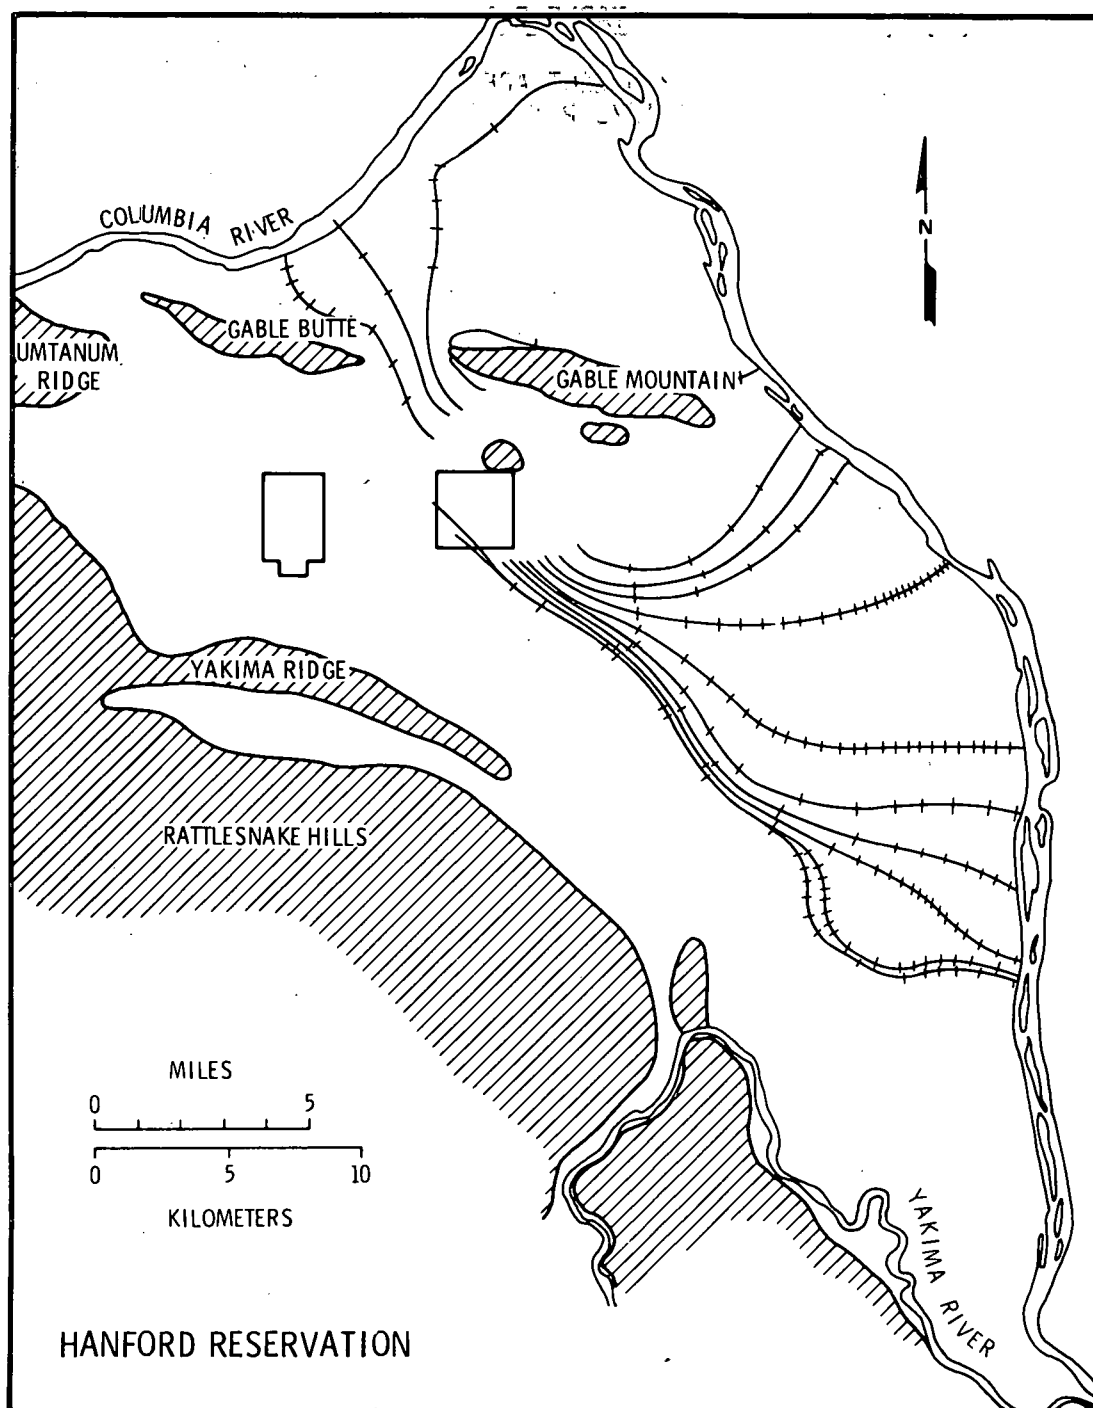 COLUMBIA RIVER
N
GABLE BUTTE
UMTANUM
RIDGE
GABLE MOUNTAIN
YAKIMA RIDGE
RATTLESNAKE HILLS
MILES
0 5
0 5 10
KILOMETERS
YAKIMA RIVER
HANFORD RESERVATION